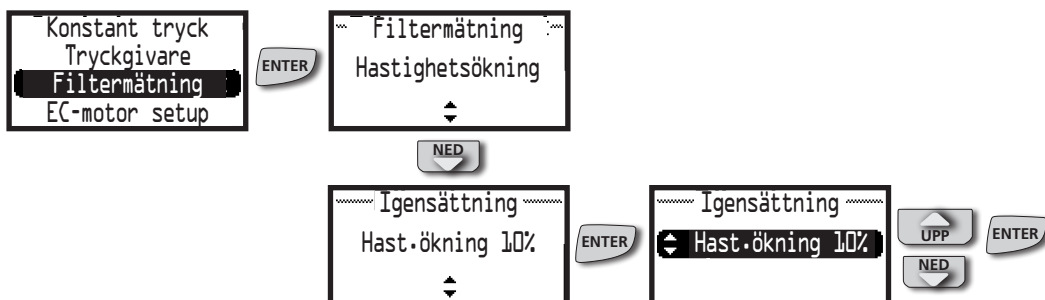 Konstant tryck
Tryckgivare
Filtermätning
EC-motor setup
ENTER
Filtermätning
Hastighetsökning
NED
Igensättning
Hast.ökning 10%
ENTER
Igensättning
Hast.ökning 10%
UPP
NED
ENTER